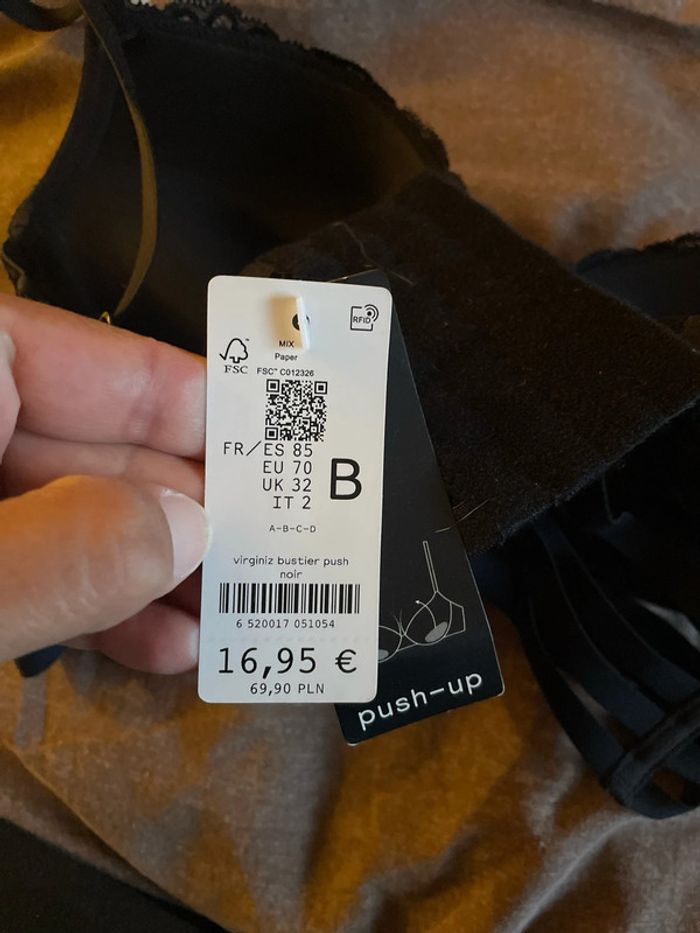 RFID
MIX
Paper
FSC
FSC™ C012326
FR/ES 85
EU 70
UK 32
IT 2
B
A-B-C-D
virginiz bustier push
noir
6 520017 051054
16,95 €
69,90 PLN
push-up